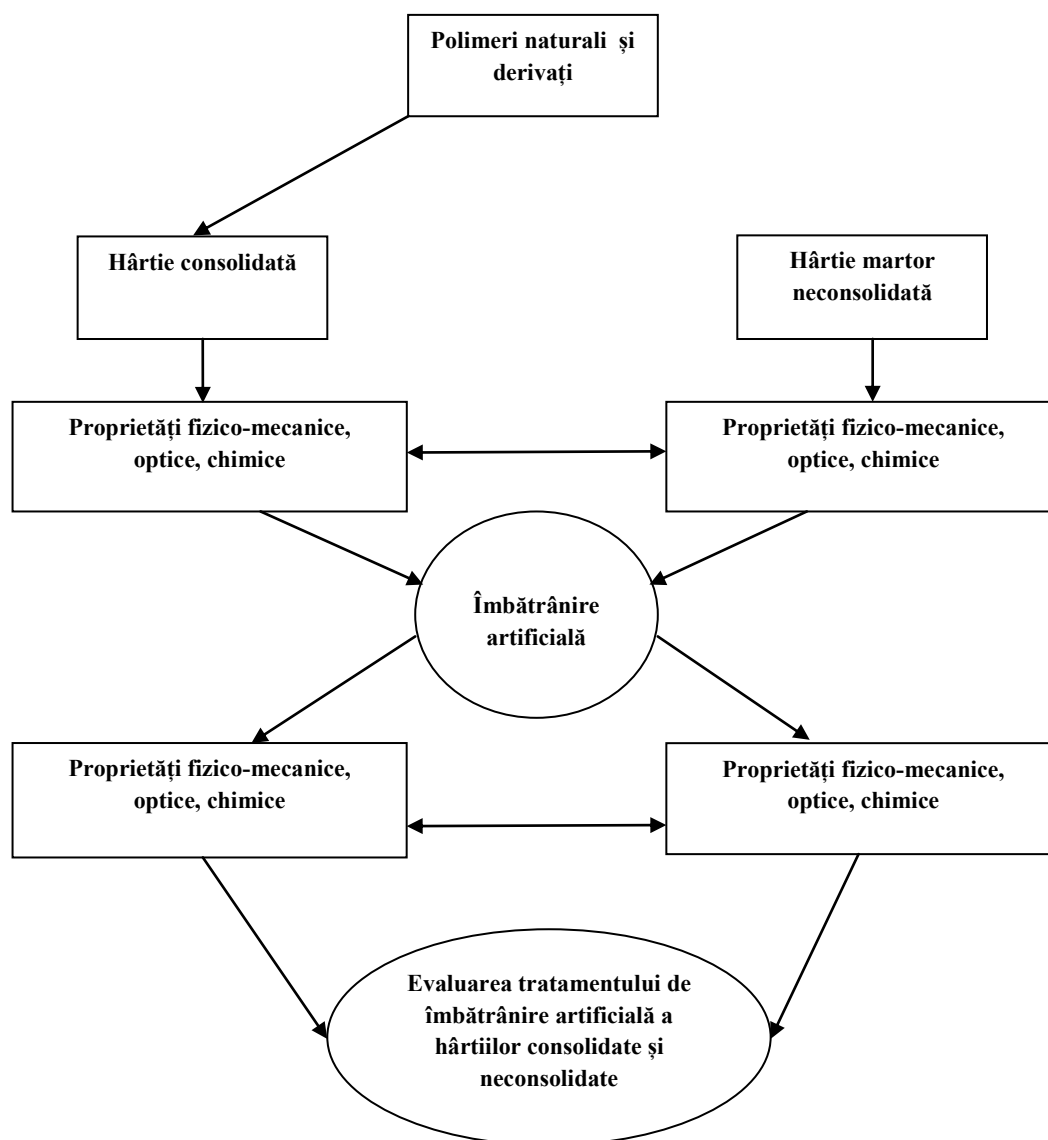 Polimeri naturali și
derivați
Hârtie consolidată
Hârtie martor
neconsolidată
Proprietăți fizico-mecanice,
optice, chimice
Proprietăți fizico-mecanice,
optice, chimice
Îmbătrânire
artificială
Proprietăți fizico-mecanice,
optice, chimice
Proprietăți fizico-mecanice,
optice, chimice
Evaluarea tratamentului de
îmbătrânire artificială a
hârtiilor consolidate și
neconsolidate